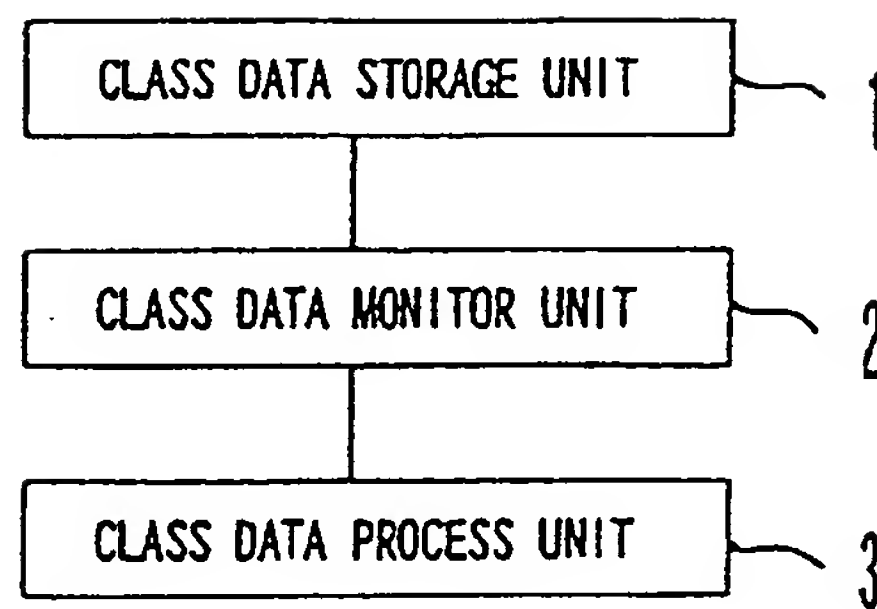 CLASS DATA STORAGE UNIT 1
CLASS DATA MONITOR UNIT 2
CLASS DATA PROCESS UNIT 3